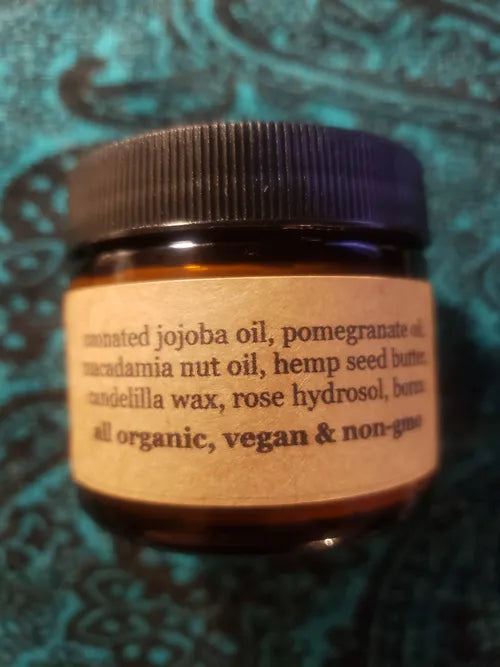 ozonated jojoba oil, pomegranate oil,
macadamia nut oil, hemp seed butter,
candelilla wax, rose hydrosol, borax
all organic, vegan & non-gmo